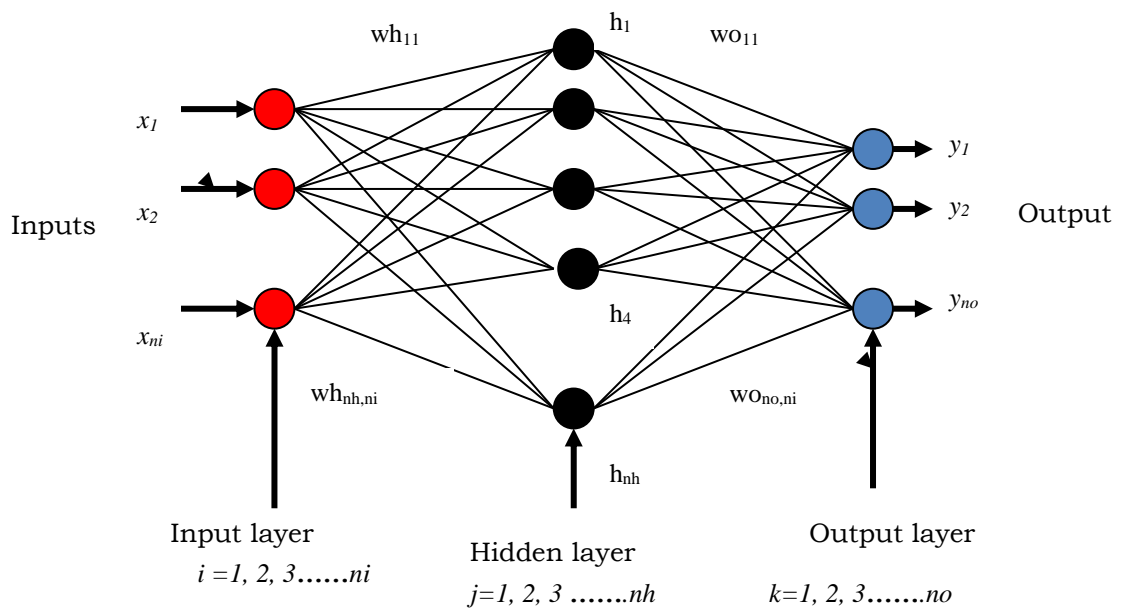 h1
wh11
wo11
x1
y1
x2
y2
Inputs
Output
xni
yno
h4
whnh,ni
wono,ni
hnh
Input layer
i =1, 2, 3......ni
Hidden layer
j=1, 2, 3 .......nh
Output layer
k=1, 2, 3.......no